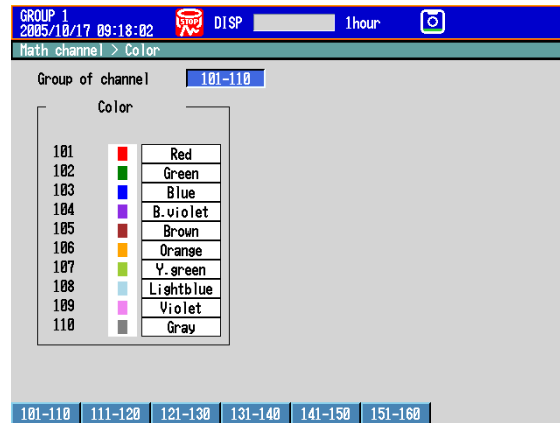 GROUP 1
2005/10/17 09:18:02 STOP DISP 1hour
Math channel > Color
Group of channel 101-110
Color
101 Red
102 Green
103 Blue
104 B.violet
105 Brown
106 Orange
107 Y.green
108 Lightblue
109 Violet
110 Gray
101-110 111-120 121-130 131-140 141-150 151-160